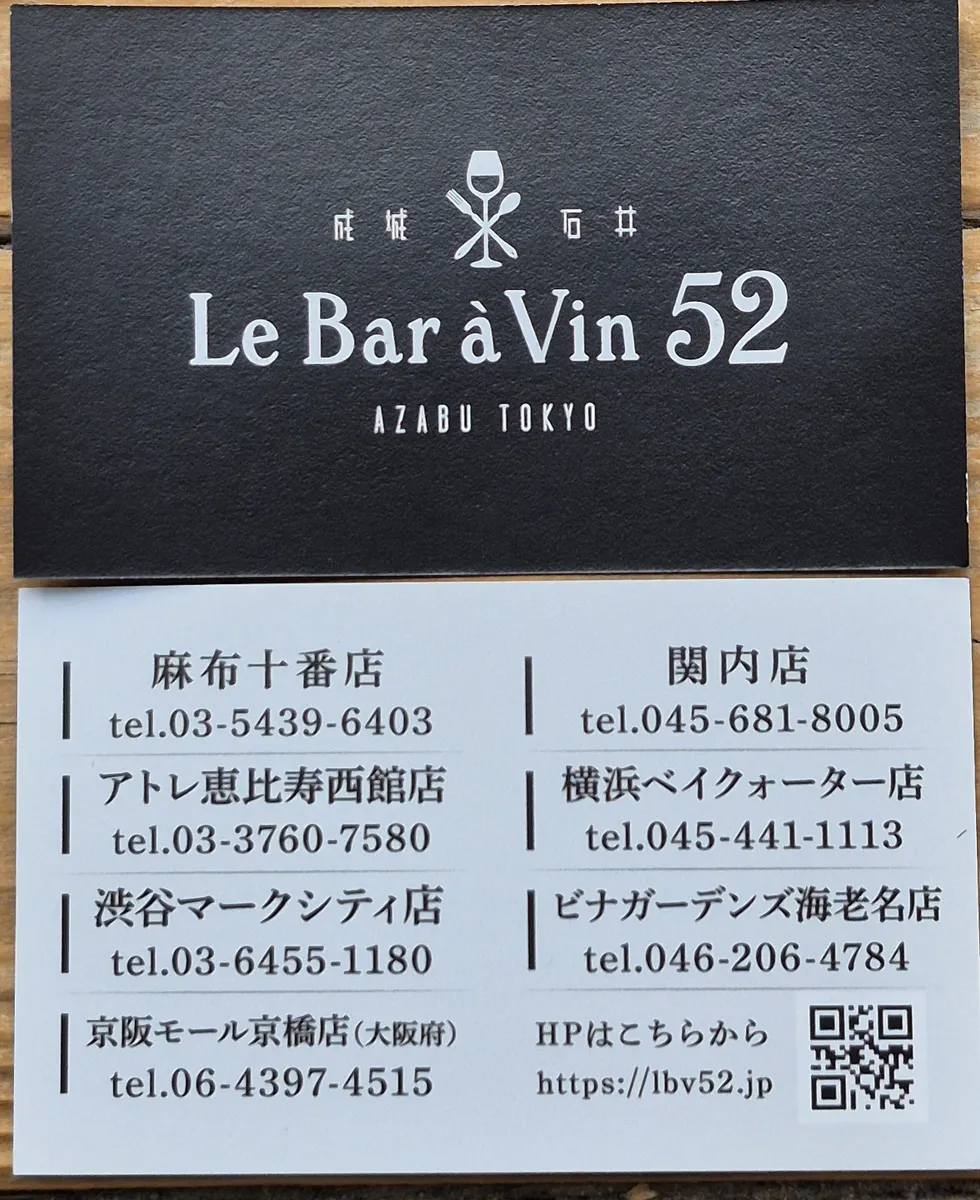 成城 石井
Le Bar à Vin 52
AZABU TOKYO
麻布十番店
tel.03-5439-6403
アトレ恵比寿西館店
tel.03-3760-7580
渋谷マークシティ店
tel.03-6455-1180
京阪モール京橋店(大阪府)
tel.06-4397-4515
関内店
tel.045-681-8005
横浜ベイクォーター店
tel.045-441-1113
ビナガーデンズ海老名店
tel.046-206-4784
HPはこちらから
https://lbv52.jp